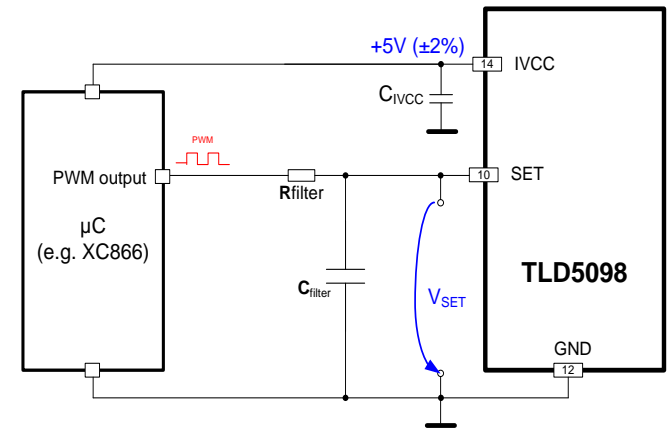 +5V (±2%)
14
IVCC
CIVCC
PWM
PWM output
Rfilter
10
SET
µC
(e.g. XC866)
Cfilter
VSET
TLD5098
GND
12